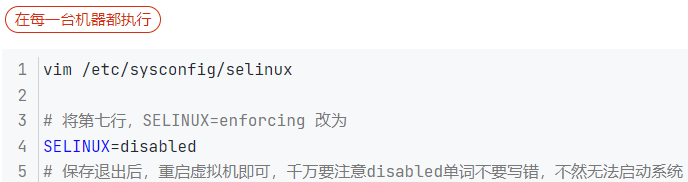 在每一台机器都执行
1 vim /etc/sysconfig/selinux
2
3 # 将第七行，SELINUX=enforcing 改为
4 SELINUX=disabled
5 # 保存退出后，重启虚拟机即可，千万要注意disabled单词不要写错，不然无法启动系统